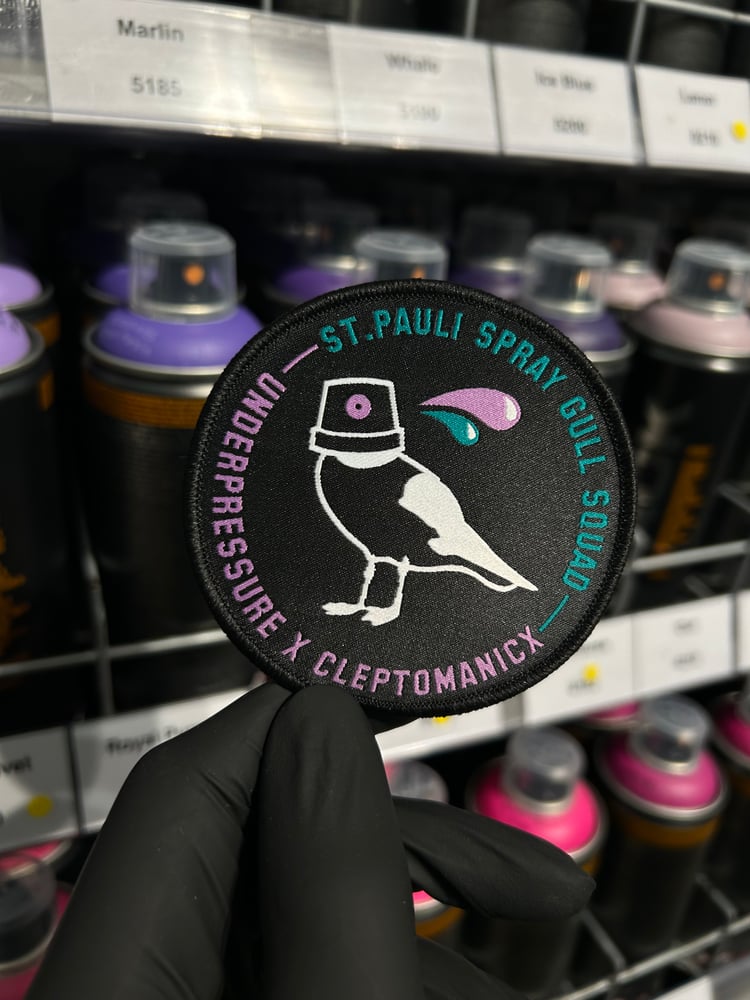 Marlin
5185
Whale
Ice Blue
ST.PAULI SPRAY GULL SQUAD
UNDERPRESSURE X CLEPTOMANICX